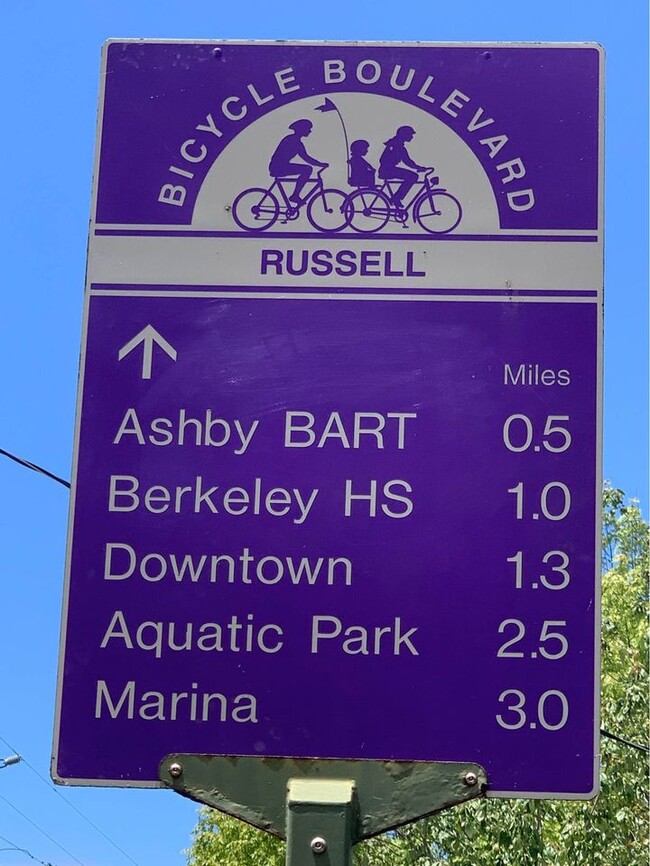 BICYCLE BOULEVARD
RUSSELL
Miles
Ashby BART 0.5
Berkeley HS 1.0
Downtown 1.3
Aquatic Park 2.5
Marina 3.0